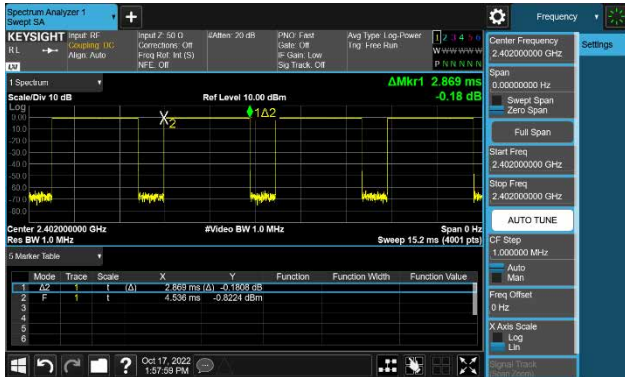 Spectrum Analyzer 1
Swept SA
Frequency
KEYSIGHT
Input: RF
Input Z: 50 Ω
#Atten: 20 dB
PNO: Fast
Avg Type: Log-Power
1 2 3 4 5 6
RL
Coupling: DC
Corrections: Off
Gate: Off
Trig: Free Run
Align: Auto
Freq Ref: Int (S)
IF Gain: Low
W W W W W W
NFE: Off
Sig Track: Off
P N N N N N
LXI
Center Frequency
2.402000000 GHz
Settings
Span
0.00000000 Hz
Swept Span
Zero Span
Full Span
Start Freq
2.402000000 GHz
Stop Freq
2.402000000 GHz
AUTO TUNE
CF Step
1.000000 MHz
Auto
Man
Freq Offset
0 Hz
X Axis Scale
Log
Lin
Signal Track
(Span Zoom)
1 Spectrum
ΔMkr1 2.869 ms
Scale/Div 10 dB
Ref Level 10.00 dBm
-0.18 dB
Log
0.00
X2
1Δ2
-10.0
-20.0
-30.0
-40.0
-50.0
-60.0
-70.0
-80.0
Center 2.402000000 GHz
#Video BW 1.0 MHz
Span 0 Hz
Res BW 1.0 MHz
Sweep 15.2 ms (4001 pts)
5 Marker Table
Mode Trace Scale X Y Function Function Width Function Value
1 Δ2 1 t (Δ) 2.869 ms (Δ) -0.1808 dB
2 F 1 t 4.536 ms -0.8224 dBm
3
4
5
6
?
Oct 17, 2022
1:57:59 PM